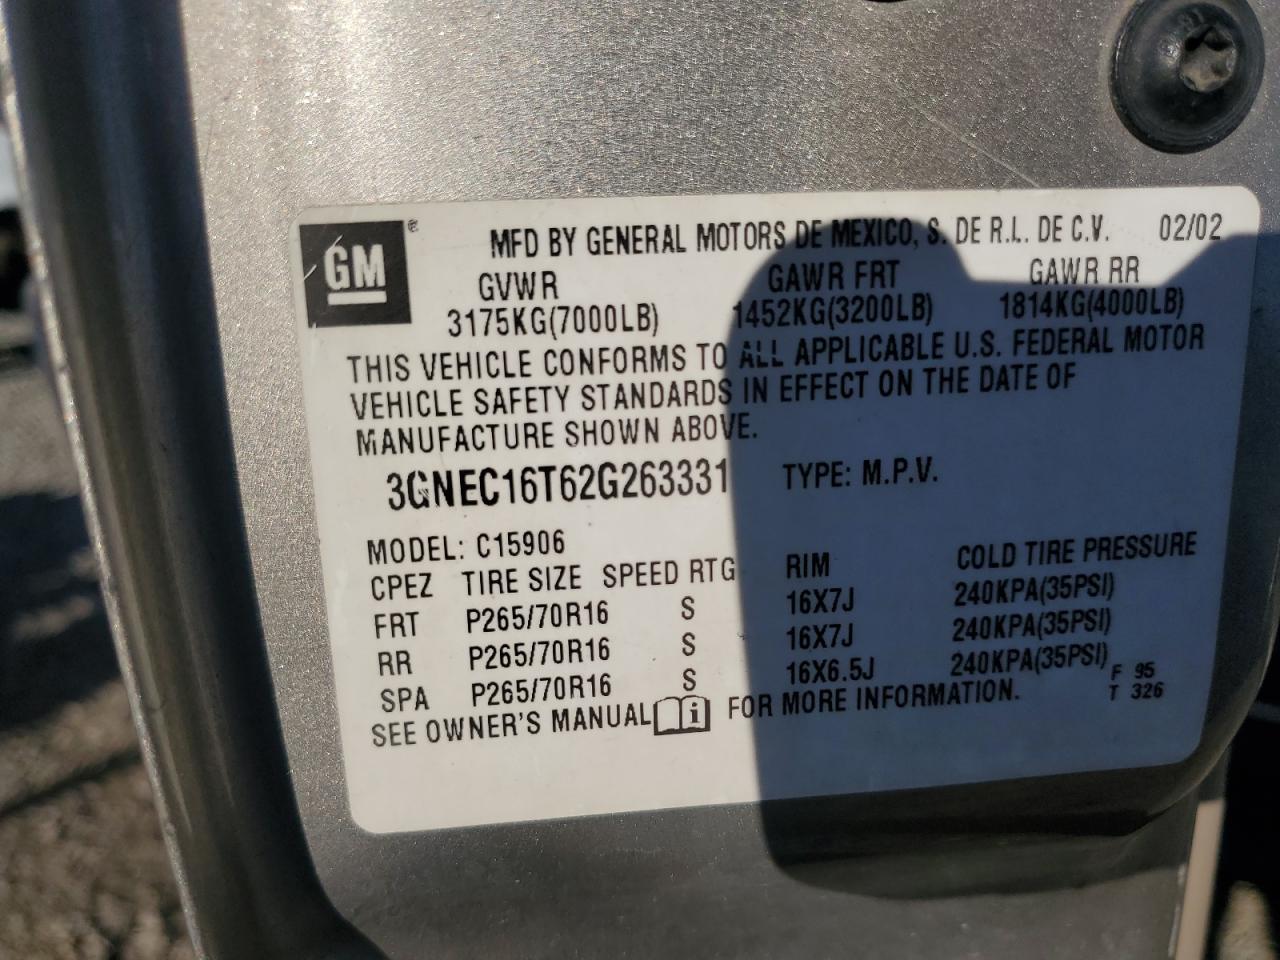 GM ® MFD BY GENERAL MOTORS DE MEXICO, S. DE R.L. DE C.V. 02/02
GVWR GAWR FRT GAWR RR
3175KG(7000LB) 1452KG(3200LB) 1814KG(4000LB)
THIS VEHICLE CONFORMS TO ALL APPLICABLE U.S. FEDERAL MOTOR
VEHICLE SAFETY STANDARDS IN EFFECT ON THE DATE OF
MANUFACTURE SHOWN ABOVE.
3GNEC16T62G263331 TYPE: M.P.V.
MODEL: C15906
CPEZ TIRE SIZE SPEED RTG RIM COLD TIRE PRESSURE
FRT P265/70R16 S 16X7J 240KPA(35PSI)
RR P265/70R16 S 16X7J 240KPA(35PSI)
SPA P265/70R16 S 16X6.5J 240KPA(35PSI) F 95
SEE OWNER'S MANUAL i FOR MORE INFORMATION. T 326